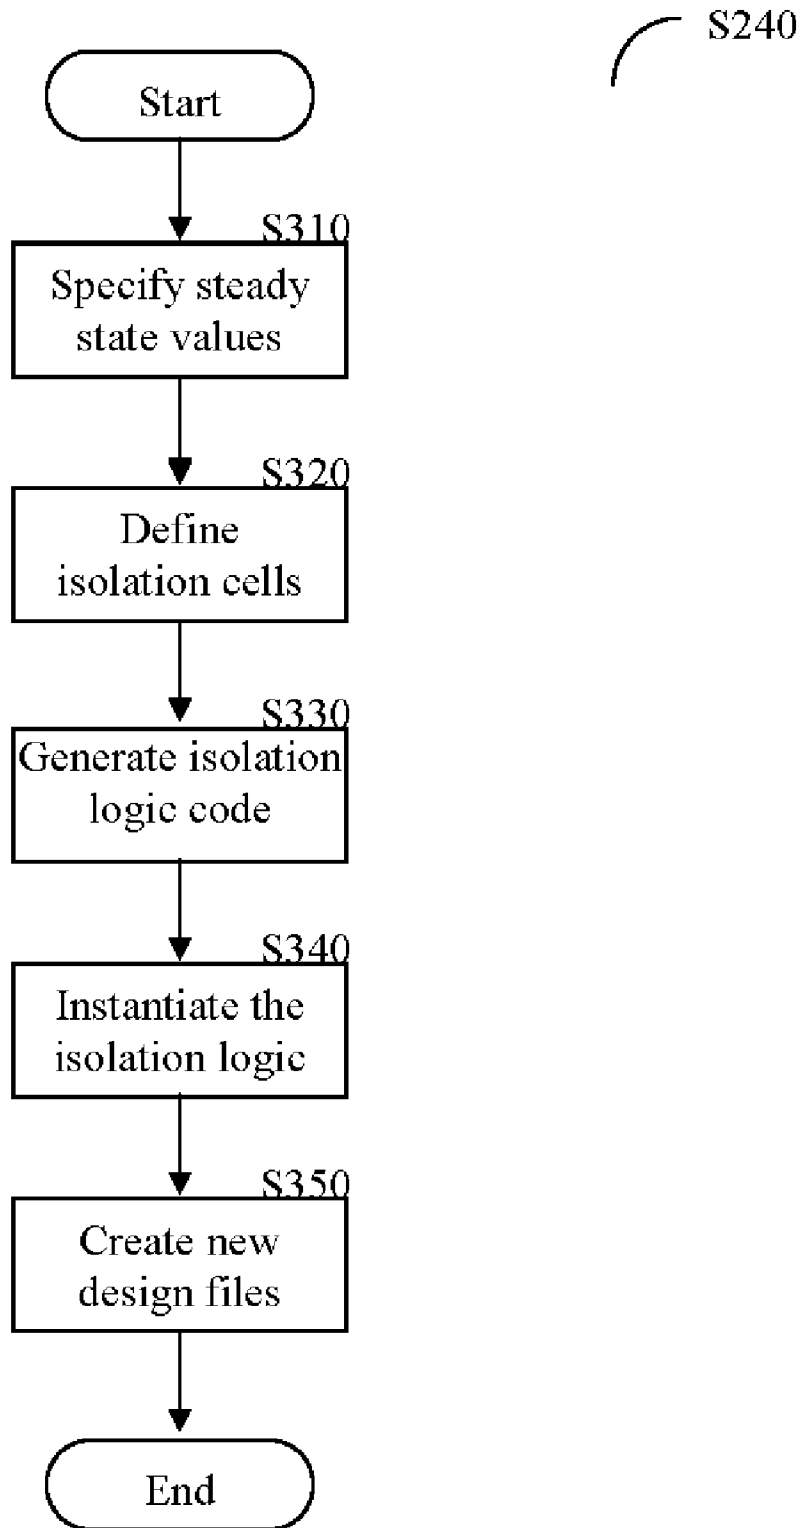 S240
Start
S310
Specify steady
state values
S320
Define
isolation cells
S330
Generate isolation
logic code
S340
Instantiate the
isolation logic
S350
Create new
design files
End